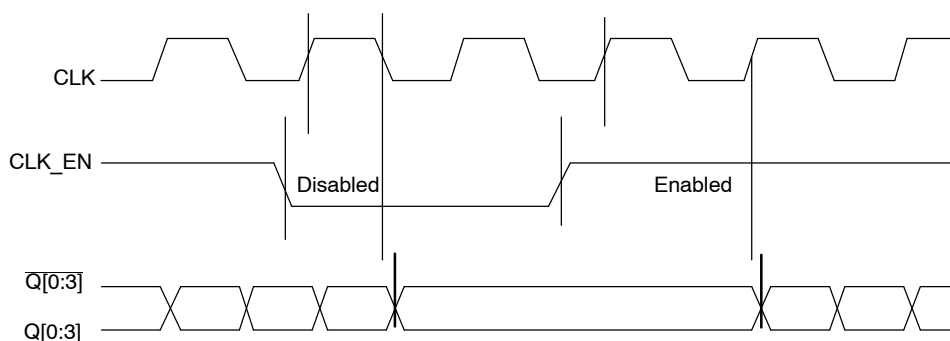 CLK
CLK_EN
Disabled
Enabled
Q[0:3]
Q[0:3]